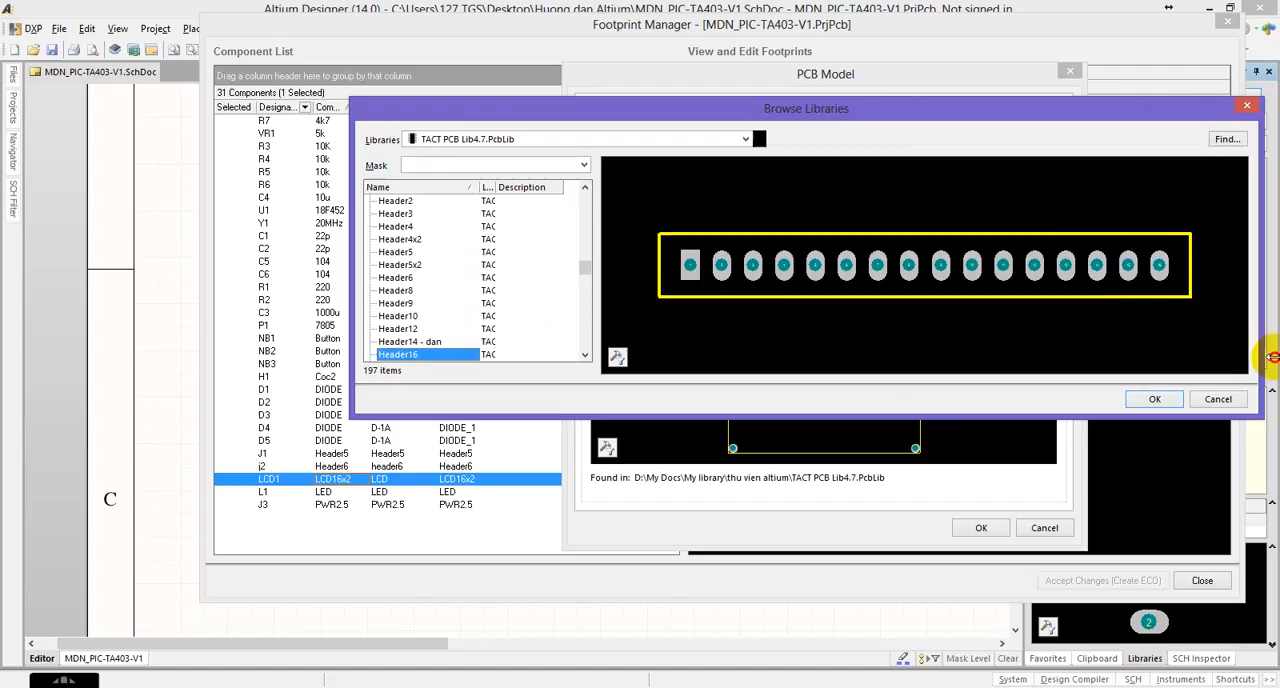 Altium Designer (14.0) - C:\Users\127.TGS\Desktop\Huong dan Altium\MDN_PIC-TA403-V1.SchDoc - MDN_PIC-TA403-V1.PrjPcb. Not signed in.
DXP File Edit View Project
Footprint Manager - [MDN_PIC-TA403-V1.PrjPcb]
Component List
View and Edit Footprints
MDN_PIC-TA403-V1.SchDoc
Drag a column header here to group by that column
PCB Model
31 Components (1 Selected)
Selected Designa... Com...
Browse Libraries
Libraries TACT PCB Lib4.7.PcbLib Find...
Mask
Name L... Description
Header2 TAC
Header3 TAC
Header4 TAC
Header4x2 TAC
Header5 TAC
Header5x2 TAC
Header6 TAC
Header8 TAC
Header9 TAC
Header10 TAC
Header12 TAC
Header14 - dan TAC
Header16 TAC
197 items
OK Cancel
R7 4k7
VR1 5k
R3 10K
R4 10K
R5 10K
R6 10K
C4 10u
U1 18F452
Y1 20MHz
C1 22p
C2 22p
C5 104
C6 104
R1 220
R2 220
C3 1000u
P1 7805
NB1 Button
NB2 Button
NB3 Button
H1 Coc2
D1 DIODE
D2 DIODE
D3 DIODE
D4 D-1A DIODE_1
D5 D-1A DIODE_1
J1 Header5 Header5 Header
j2 Header6 header6 Header
LCD1 LCD16x2 LCD LCD16x2
L1 LED LED LED
J3 PWR2.5 PWR2.5 PWR2.5
Found in: D:\My Docs\My library\thu vien altium\TACT PCB Lib4.7.PcbLib
OK Cancel
Accept Changes (Create ECO) Close
Files
Projects
Navigator
SCH Filter
C
2
Editor MDN_PIC-TA403-V1
Mask Level Clear
Favorites Clipboard Libraries SCH Inspector
System Design Compiler SCH Instruments Shortcuts >>